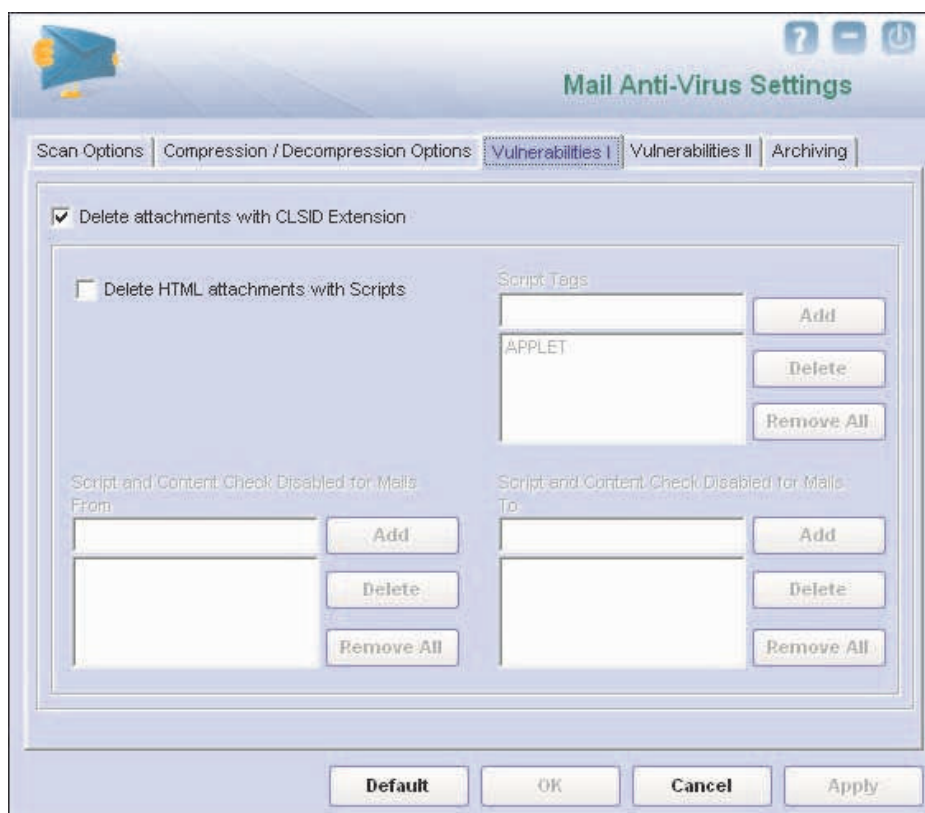 ?
Mail Anti-Virus Settings
Scan Options
Compression / Decompression Options
Vulnerabilities I
Vulnerabilities II
Archiving
Delete attachments with CLSID Extension
Delete HTML attachments with Scripts
Script Tags
Add
APPLET
Delete
Remove All
Script and Content Check Disabled for Mails
From
Add
Delete
Remove All
Script and Content Check Disabled for Mails
To
Add
Delete
Remove All
Default
OK
Cancel
Apply